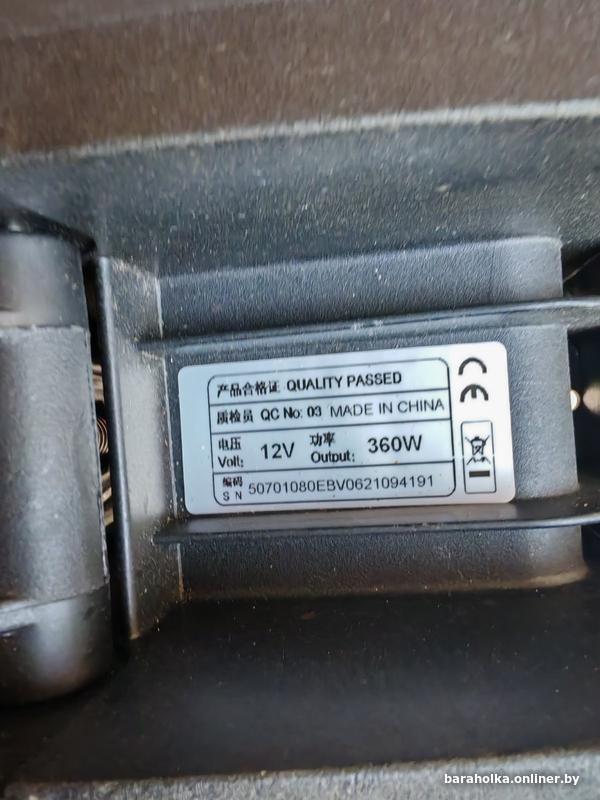 产品合格证 QUALITY PASSED
质检员 QC No: 03 MADE IN CHINA
电压 Volt: 12V 功率 Output: 360W
编码 S N 50701080EBV0621094191
CE
baraholka.onliner.by